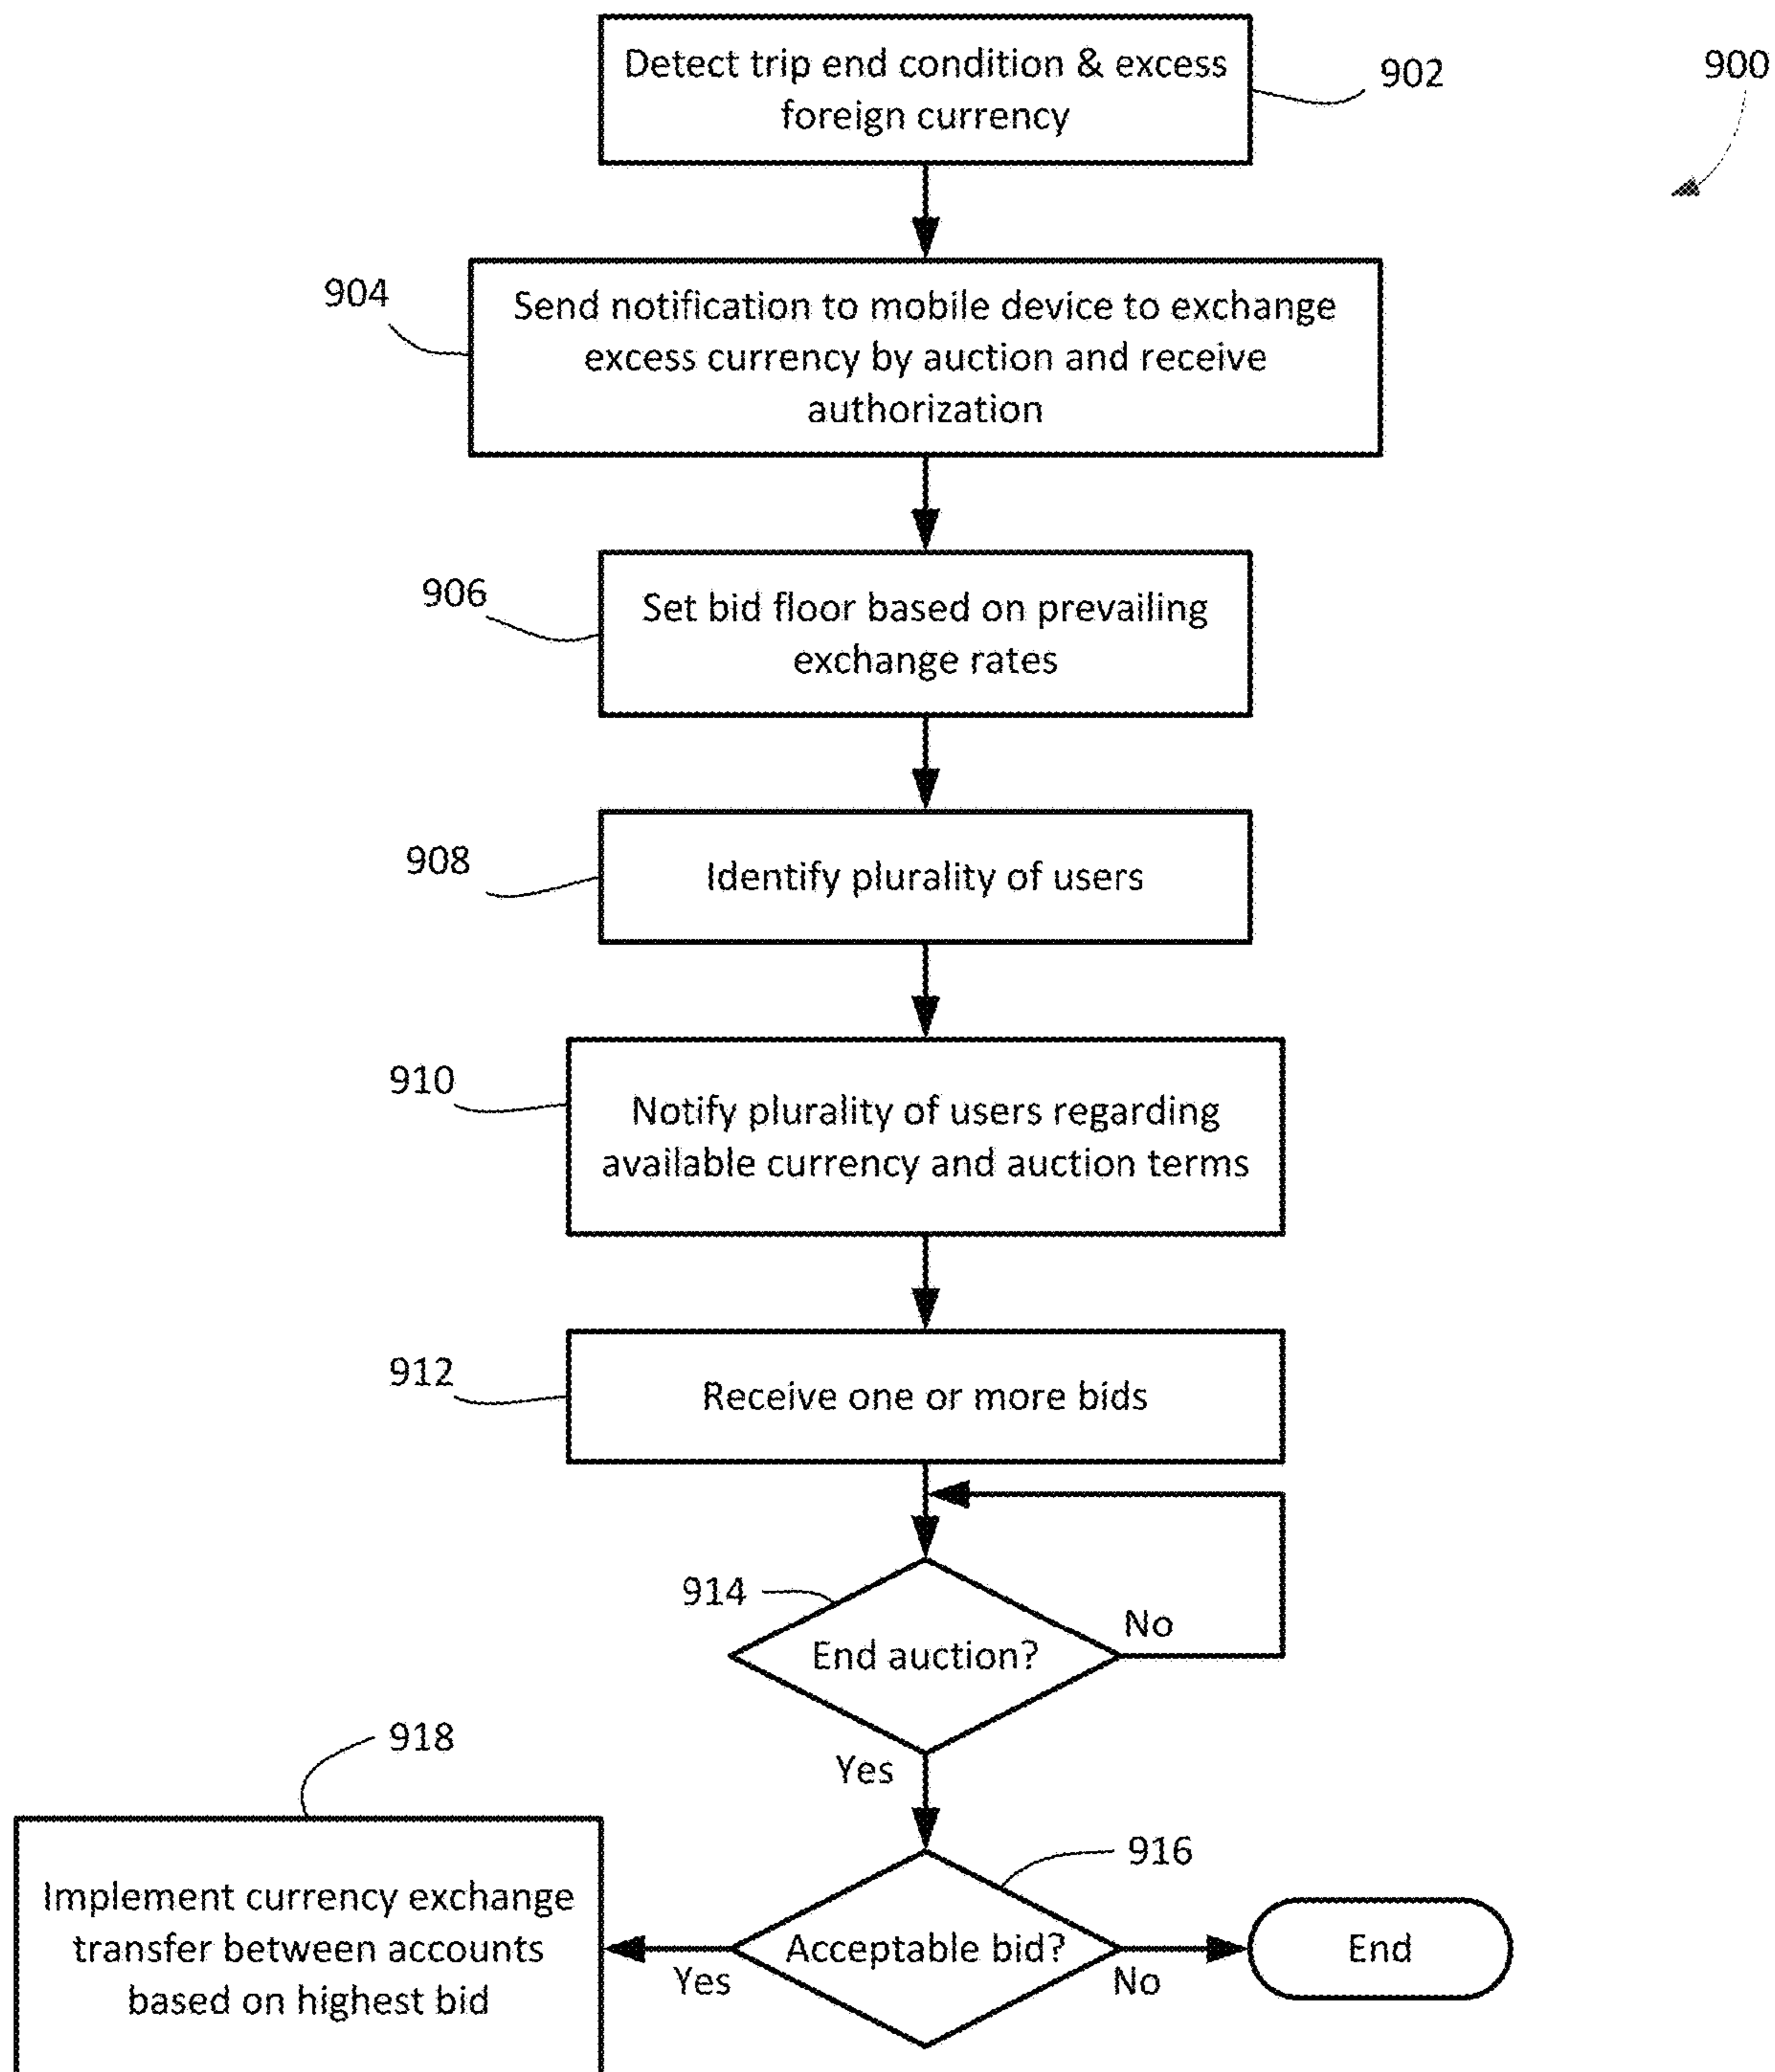 Detect trip end condition & excess
foreign currency
902
900
904
Send notification to mobile device to exchange
excess currency by auction and receive
authorization
906
Set bid floor based on prevailing
exchange rates
908
Identify plurality of users
910
Notify plurality of users regarding
available currency and auction terms
912
Receive one or more bids
914
End auction?
No
Yes
918
916
Implement currency exchange
transfer between accounts
based on highest bid
Yes
Acceptable bid?
No
End